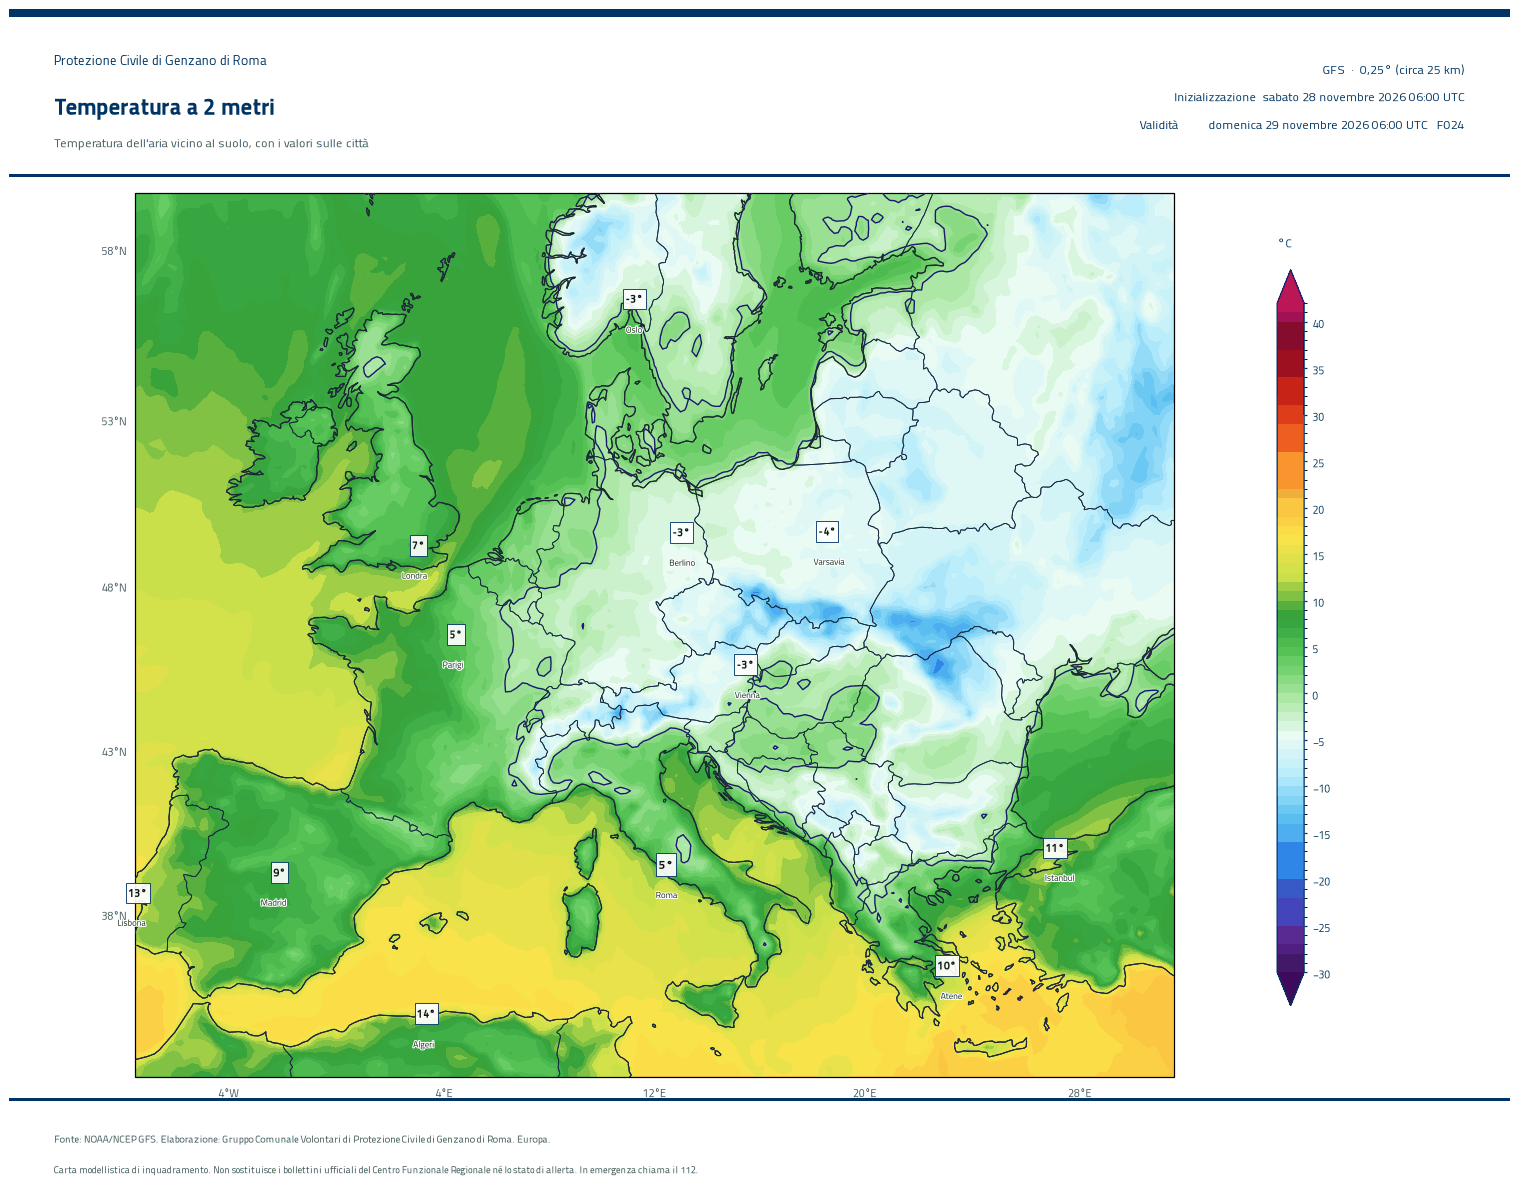 Protezione Civile di Genzano di Roma
Temperatura a 2 metri
Temperatura dell'aria vicino al suolo, con i valori sulle città
GFS · 0,25° (circa 25 km)
Inizializzazione sabato 28 novembre 2026 06:00 UTC
Validità domenica 29 novembre 2026 06:00 UTC F024
°C
58°N
53°N
48°N
43°N
38°N
-3°
Oslo
7°
Londra
-3°
Berlino
-4°
Varsavia
5°
Parigi
-3°
Vienna
9°
Madrid
13°
Lisbona
5°
Roma
11°
Istanbul
10°
Atene
14°
Algeri
4°W
4°E
12°E
20°E
28°E
40
35
30
25
20
15
10
5
0
−5
−10
−15
−20
−25
−30
Fonte: NOAA/NCEP GFS. Elaborazione: Gruppo Comunale Volontari di Protezione Civile di Genzano di Roma. Europa.
Carta modellistica di inquadramento. Non sostituisce i bollettini ufficiali del Centro Funzionale Regionale né lo stato di allerta. In emergenza chiama il 112.